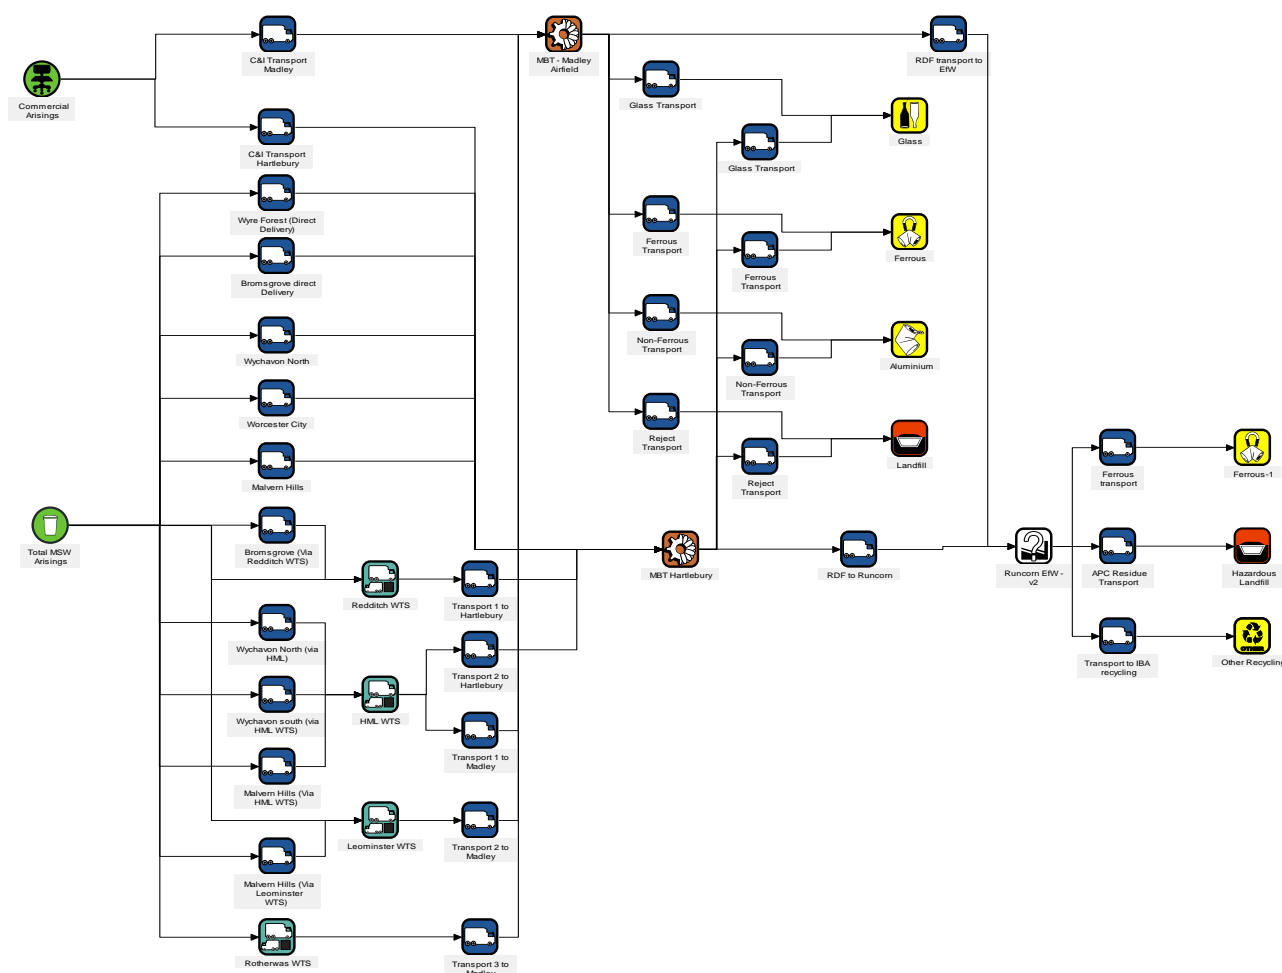 C&I Transport
Madley
MBT - Madley
Airfield
RDF transport to
EfW
Commercial
Arisings
Glass Transport
Glass
C&I Transport
Hartlebury
Glass Transport
Wyre Forest (Direct
Delivery)
Ferrous
Transport
Ferrous
Bromsgrove direct
Delivery
Ferrous
Transport
Wychavon North
Non-Ferrous
Transport
Aluminium
Non-Ferrous
Transport
Worcester City
Reject
Transport
Landfill
Malvern Hills
Reject
Transport
Ferrous
transport
Ferrous-1
Total MSW
Arisings
Bromsgrove (Via
Redditch WTS)
MBT Hartlebury
RDF to Runcorn
Runcorn EfW -
v2
APC Residue
Transport
Hazardous
Landfill
Redditch WTS
Transport 1 to
Hartlebury
Wychavon North (via
HML)
Transport 2 to
Hartlebury
Transport to IBA
recycling
OTHER
Other Recycling
Wychavon south (via
HML WTS)
HML WTS
Transport 1 to
Madley
Malvern Hills (Via
HML WTS)
Leominster WTS
Transport 2 to
Madley
Malvern Hills (Via
Leominster
WTS)
Rotherwas WTS
Transport 3 to
Madley